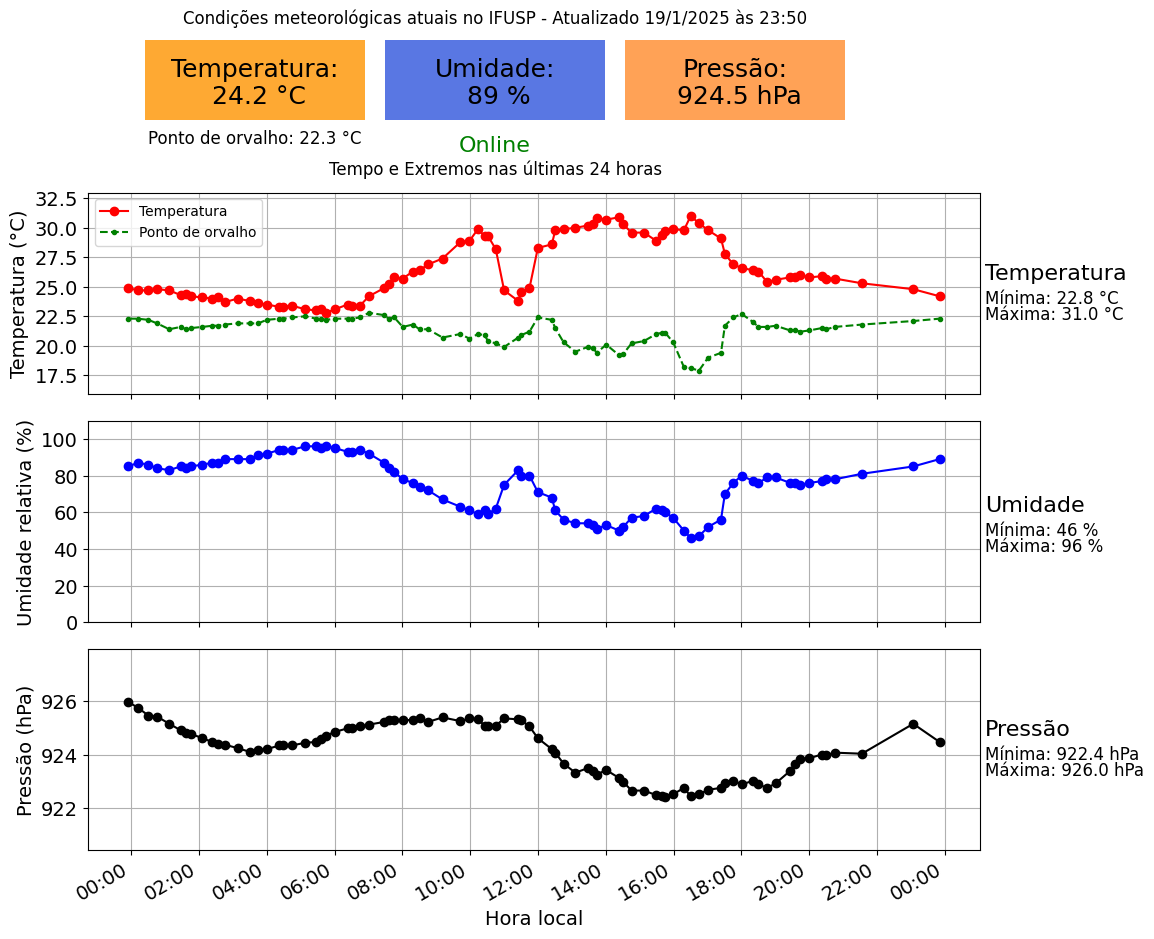 Condições meteorológicas atuais no IFUSP - Atualizado 19/1/2025 às 23:50
Temperatura:
24.2 °C
Umidade:
89 %
Pressão:
924.5 hPa
Ponto de orvalho: 22.3 °C
Online
Tempo e Extremos nas últimas 24 horas
Temperatura (°C)
32.5
30.0
27.5
25.0
22.5
20.0
17.5
Temperatura
Ponto de orvalho
Temperatura
Mínima: 22.8 °C
Máxima: 31.0 °C
Umidade relativa (%)
100
80
60
40
20
0
Umidade
Mínima: 46 %
Máxima: 96 %
Pressão (hPa)
926
924
922
Pressão
Mínima: 922.4 hPa
Máxima: 926.0 hPa
00:00 02:00 04:00 06:00 08:00 10:00 12:00 14:00 16:00 18:00 20:00 22:00 00:00
Hora local